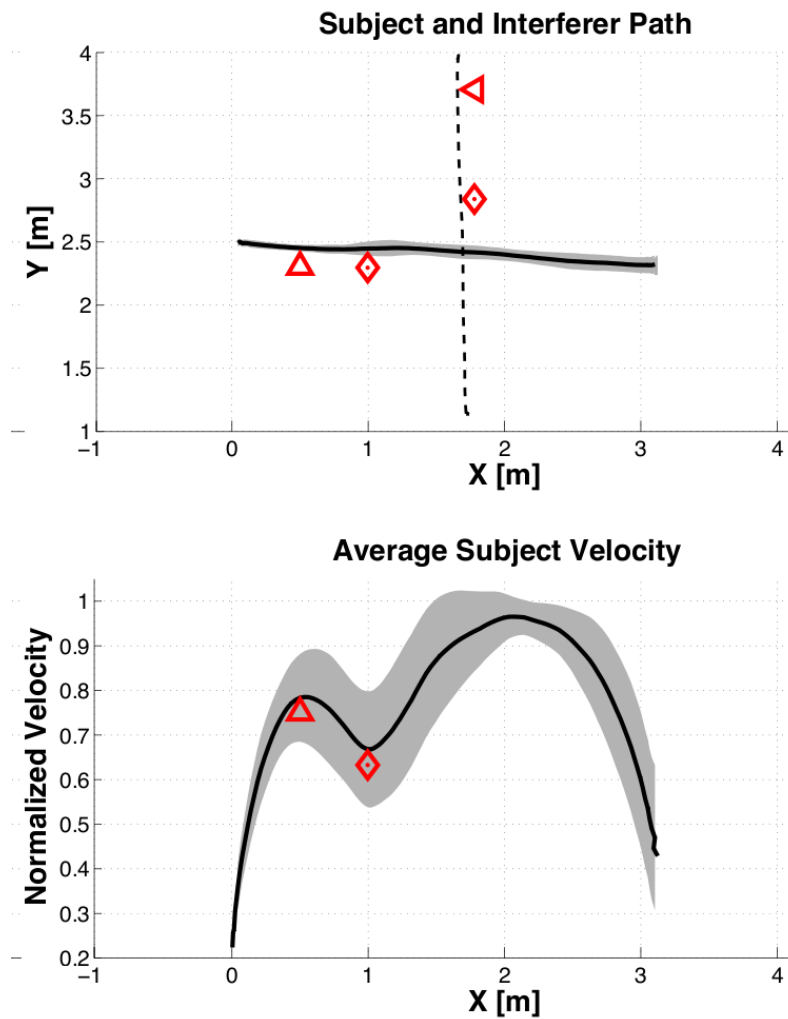 Subject and Interferer Path
4
3.5
3
2.5
2
1.5
1
Y [m]
−1 0 1 2 3 4
X [m]
Average Subject Velocity
1
0.9
0.8
0.7
0.6
0.5
0.4
0.3
0.2
Normalized Velocity
−1 0 1 2 3 4
X [m]